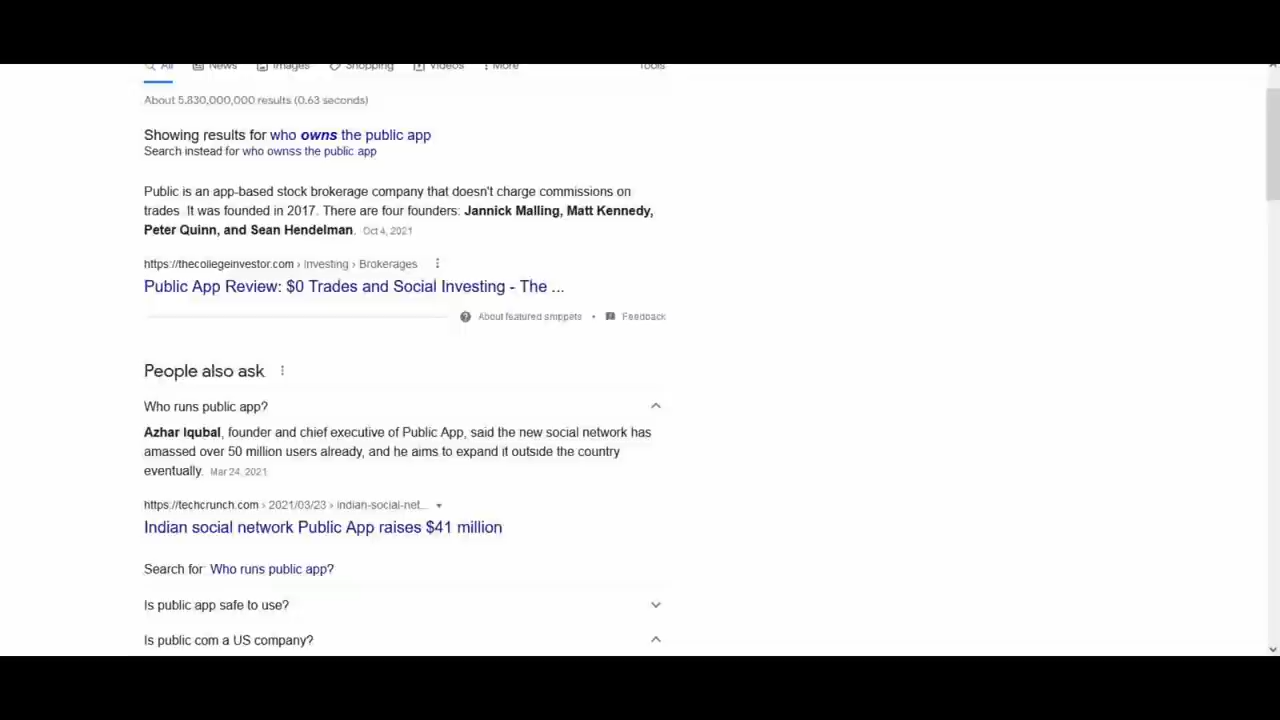 All News Images Shopping Videos More Tools
About 5,830,000,000 results (0.63 seconds)
Showing results for who owns the public app
Search instead for who ownss the public app
Public is an app-based stock brokerage company that doesn't charge commissions on
trades. It was founded in 2017. There are four founders: Jannick Malling, Matt Kennedy,
Peter Quinn, and Sean Hendelman. Oct 4, 2021
https://thecollegeinvestor.com › Investing › Brokerages
Public App Review: $0 Trades and Social Investing - The ...
About featured snippets • Feedback
People also ask
Who runs public app?
Azhar Iqubal, founder and chief executive of Public App, said the new social network has
amassed over 50 million users already, and he aims to expand it outside the country
eventually. Mar 24, 2021
https://techcrunch.com › 2021/03/23 › indian-social-net...
Indian social network Public App raises $41 million
Search for: Who runs public app?
Is public app safe to use?
Is public com a US company?